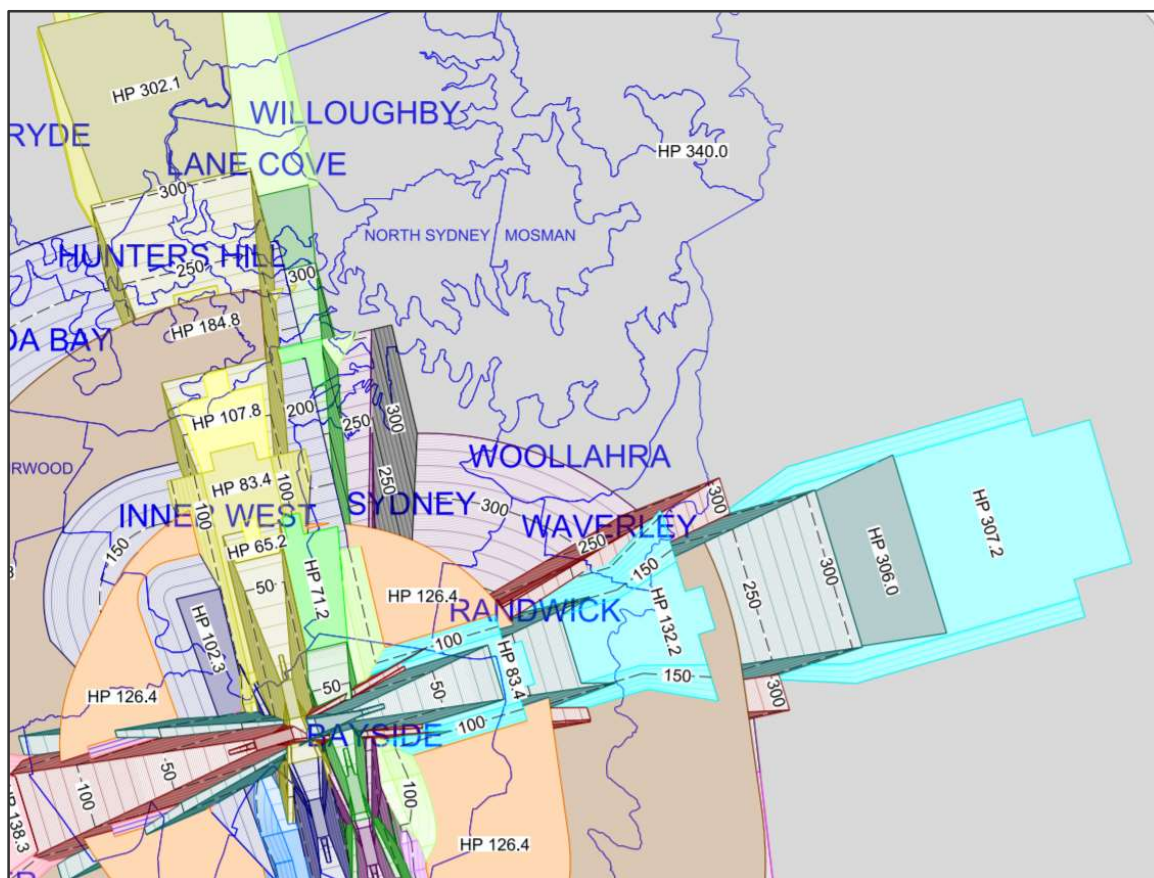 HP 302.1
WILLOUGHBY
RYDE
HP 340.0
LANE COVE
300
NORTH SYDNEY
MOSMAN
HUNTERS HILL
250
300
HP 184.8
DA BAY
HP 107.8
200
250
300
WOOLLAHRA
RWOOD
HP 83.4
100
250
SYDNEY
300
300
INNER WEST
100
WAVERLEY
150
HP 65.2
250
150
300
HP 306.0
HP 307.2
50
HP 71.2
HP 126.4
RANDWICK
250
HP 102.3
100
HP 132.2
HP 126.4
50
50
HP 83.4
150
300
BAYSIDE
100
50
100
100
HP 138.3
HP 126.4